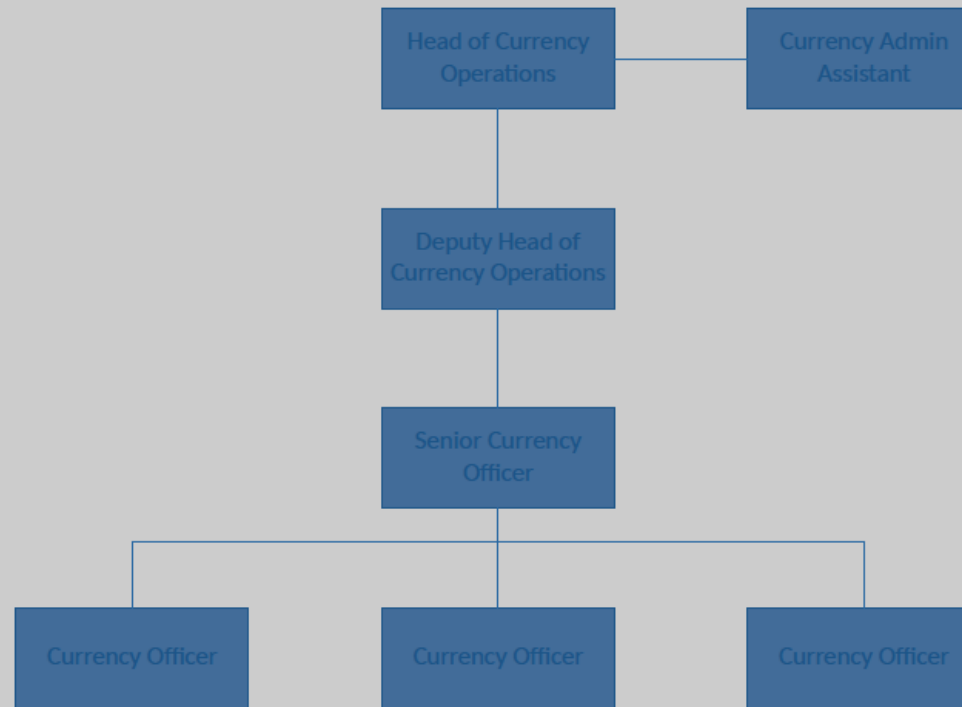 Head of Currency
Operations
Currency Admin
Assistant
Deputy Head of
Currency Operations
Senior Currency
Officer
Currency Officer
Currency Officer
Currency Officer